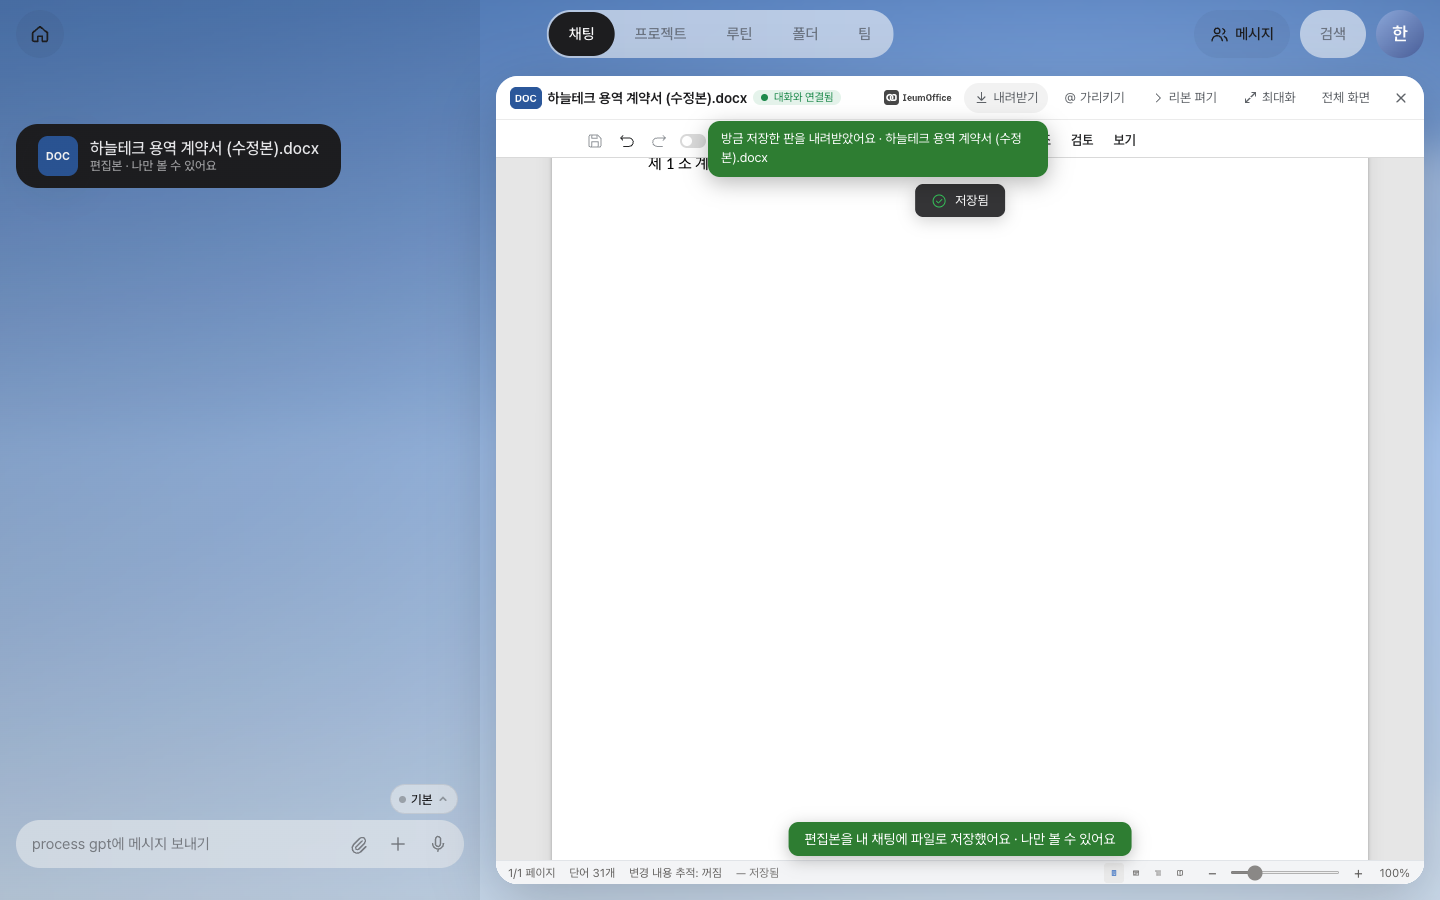 채팅
프로젝트
루틴
폴더
팀
메시지
검색
한
DOC
하늘테크 용역 계약서 (수정본).docx
편집본 · 나만 볼 수 있어요
DOC 하늘테크 용역 계약서 (수정본).docx 대화와 연결됨
IeumOffice
내려받기
@ 가리키기
리본 펴기
최대화
전체 화면
방금 저장한 판을 내려받았어요 · 하늘테크 용역 계약서 (수정
본).docx
검토
보기
제 1 조 계
저장됨
기본
process gpt에 메시지 보내기
편집본을 내 채팅에 파일로 저장했어요 · 나만 볼 수 있어요
1/1 페이지
단어 31개
변경 내용 추적: 꺼짐
— 저장됨
100%